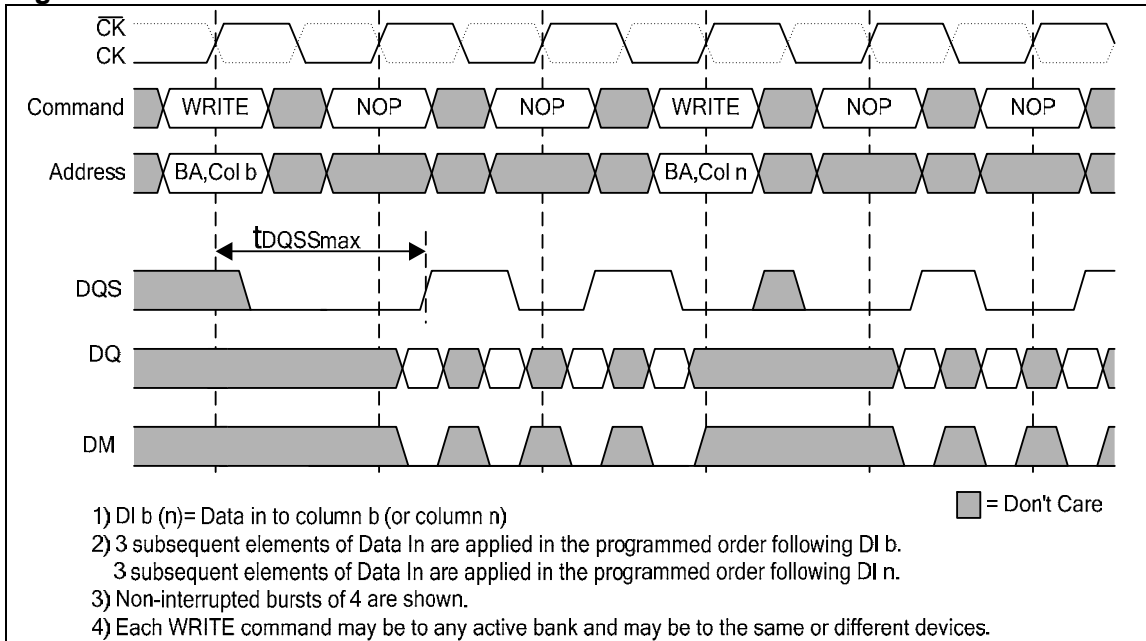 CK
CK
Command WRITE NOP NOP WRITE NOP NOP
Address BA,Col b BA,Col n
tDQSSmax
DQS
DQ
DM
= Don't Care
1) DI b (n)= Data in to column b (or column n)
2) 3 subsequent elements of Data In are applied in the programmed order following DI b.
3 subsequent elements of Data In are applied in the programmed order following DI n.
3) Non-interrupted bursts of 4 are shown.
4) Each WRITE command may be to any active bank and may be to the same or different devices.